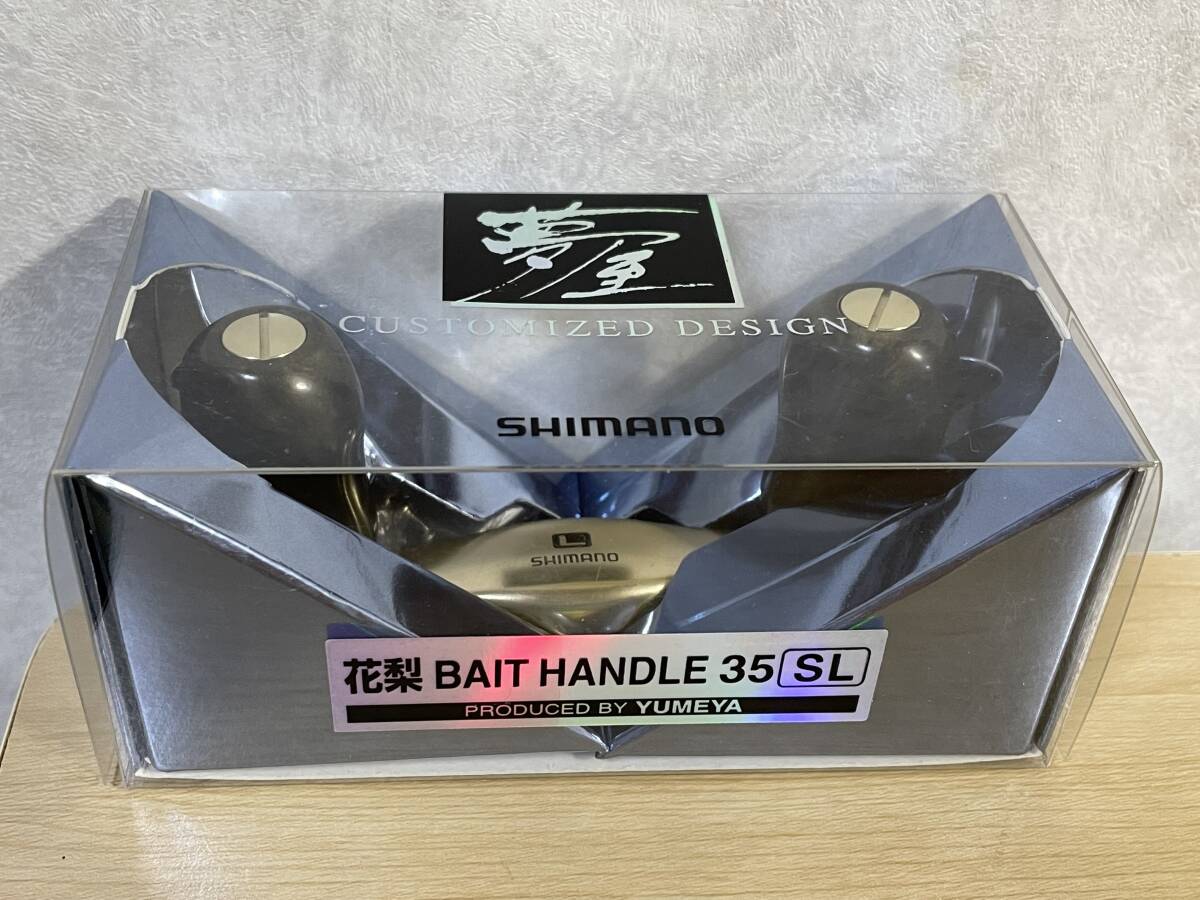 夢屋
CUSTOMIZED DESIGN
SHIMANO
L
SHIMANO
花梨 BAIT HANDLE 35 SL
PRODUCED BY YUMEYA